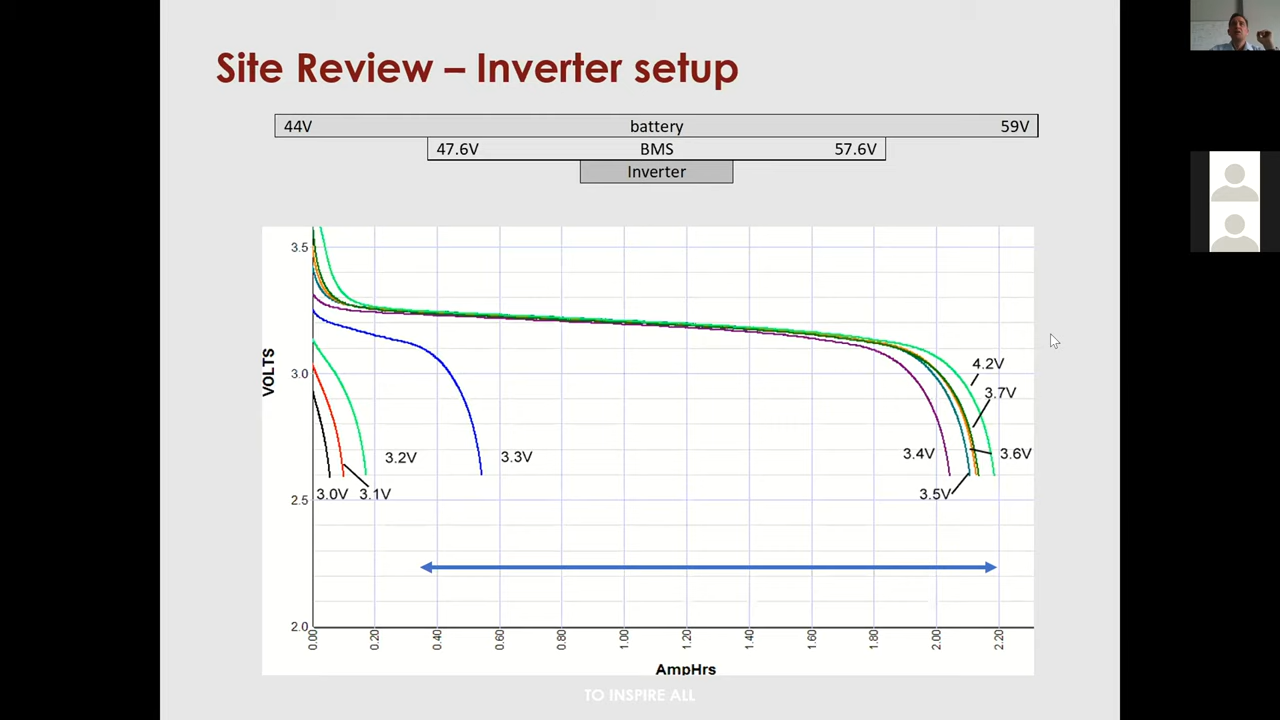 Site Review – Inverter setup
44V battery 59V
47.6V BMS 57.6V
Inverter
3.5
3.0
2.5
2.0
VOLTS
4.2V
3.7V
3.2V 3.3V 3.4V 3.6V
3.0V 3.1V 3.5V
0.00 0.20 0.40 0.60 0.80 1.00 1.20 1.40 1.60 1.80 2.00 2.20
AmpHrs
TO INSPIRE ALL